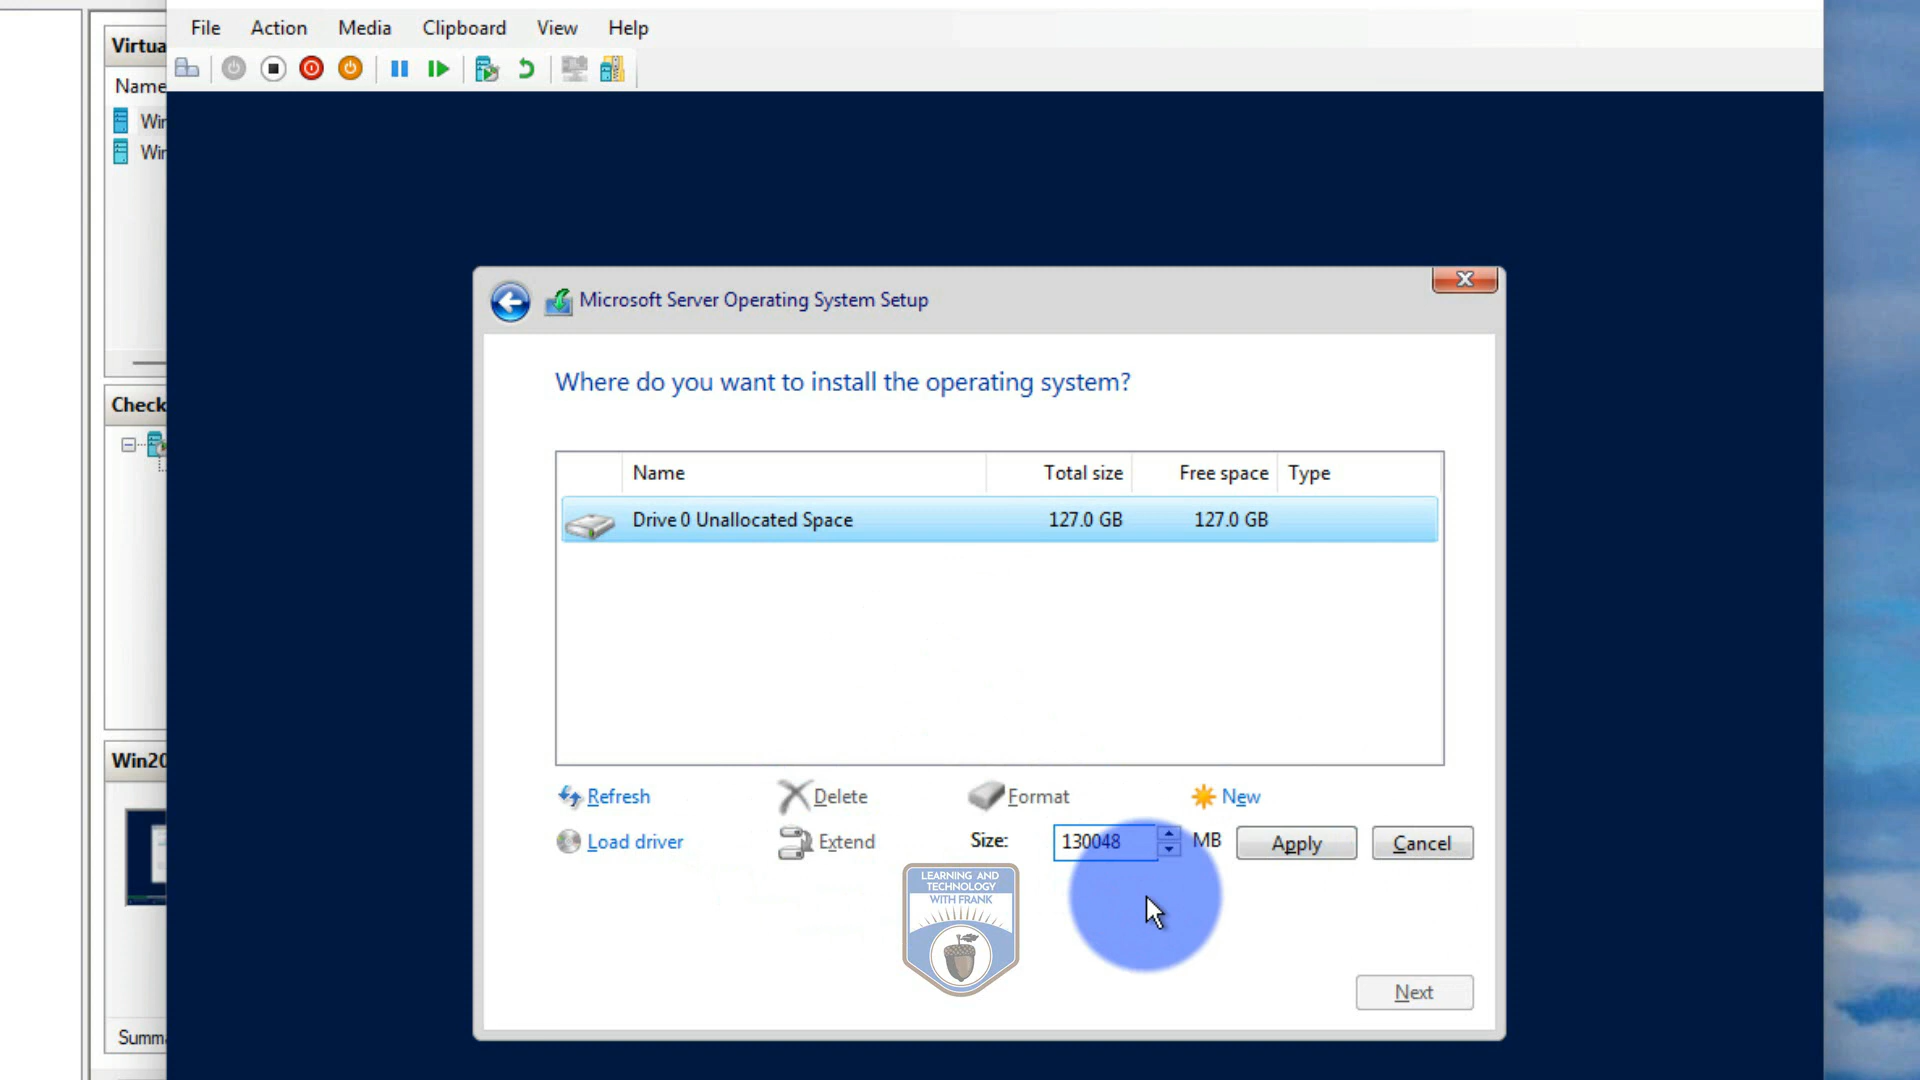 File Action Media Clipboard View Help
Virtua
Name
Win
Win
Check
Win20
Summa
Microsoft Server Operating System Setup
Where do you want to install the operating system?
Name Total size Free space Type
Drive 0 Unallocated Space 127.0 GB 127.0 GB
Refresh Delete Format New
Load driver Extend Size: 130048 MB Apply Cancel
LEARNING AND
TECHNOLOGY
WITH FRANK
Next